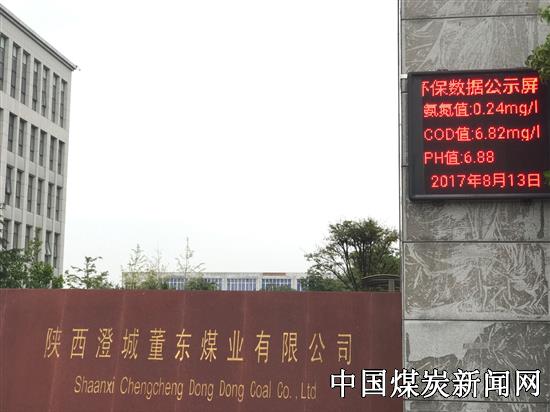 环保数据公示屏
氨氮值:0.24mg/l
COD值:6.82mg/l
PH值:6.88
2017年8月13日
陕西澄城董东煤业有限公司
Shaanxi Chengcheng Dong Dong Coal Co.,Ltd
中国煤炭新闻网